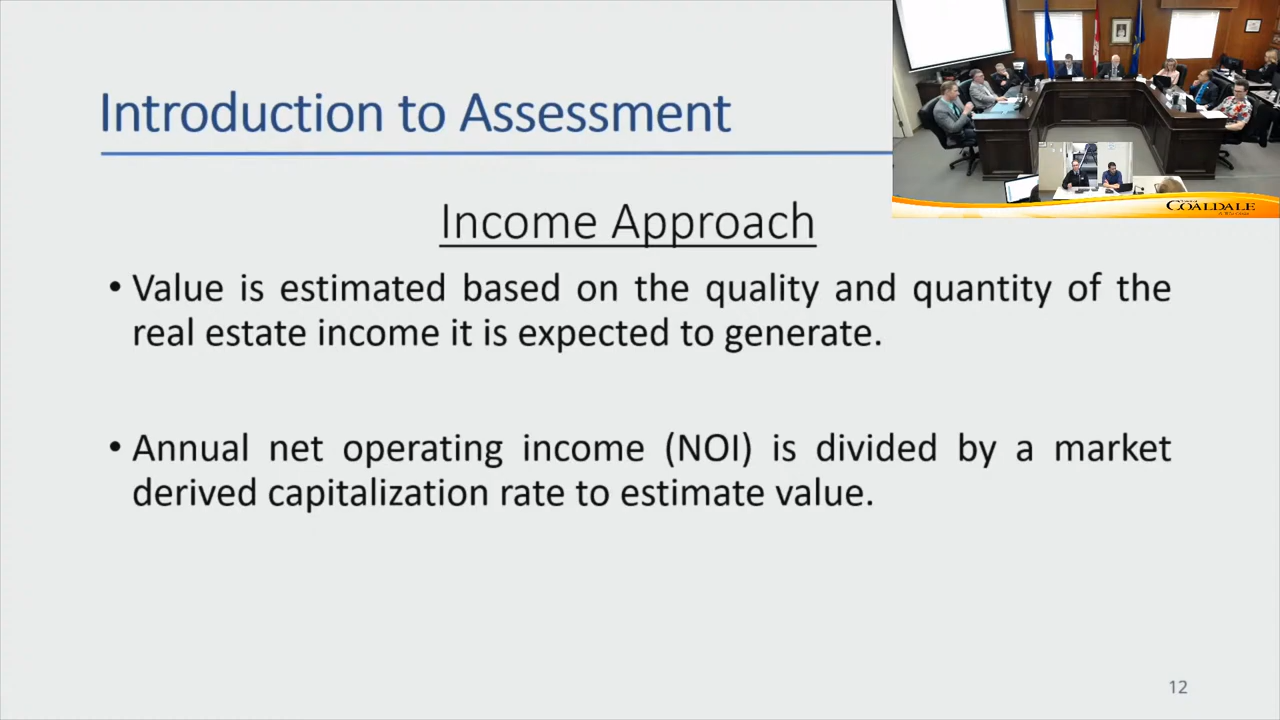 Introduction to Assessment
COALDALE
Income Approach
• Value is estimated based on the quality and quantity of the
real estate income it is expected to generate.
• Annual net operating income (NOI) is divided by a market
derived capitalization rate to estimate value.
12